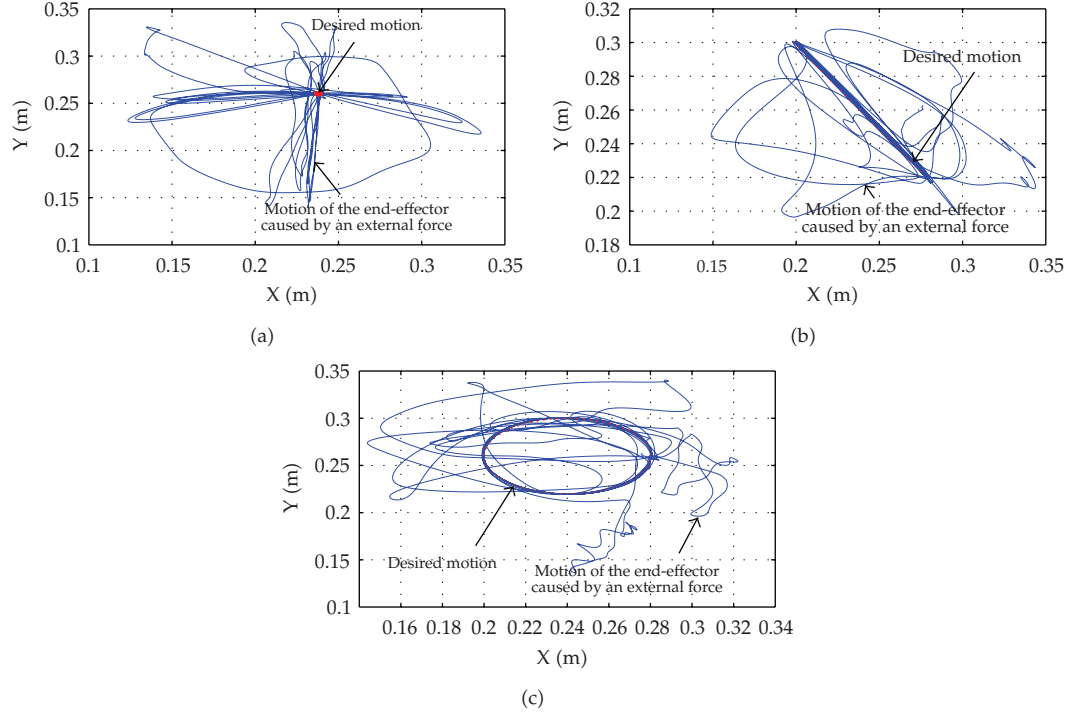 0.35
0.3
0.25
0.2
0.15
0.1
Y (m)
Desired motion
Motion of the end-effector
caused by an external force
0.1 0.15 0.2 0.25 0.3 0.35
X (m)
(a)
0.32
0.3
0.28
0.26
0.24
0.22
0.2
0.18
Y (m)
Desired motion
Motion of the end-effector
caused by an external force
0.1 0.15 0.2 0.25 0.3 0.35
X (m)
(b)
0.35
0.3
0.25
0.2
0.15
0.1
Y (m)
Desired motion
Motion of the end-effector
caused by an external force
0.16 0.18 0.2 0.22 0.24 0.26 0.28 0.3 0.32 0.34
X (m)
(c)